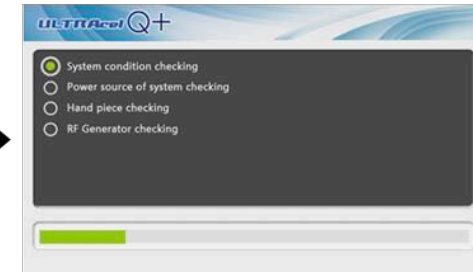 ULTRAcel Q+
System condition checking
Power source of system checking
Hand piece checking
RF Generator checking